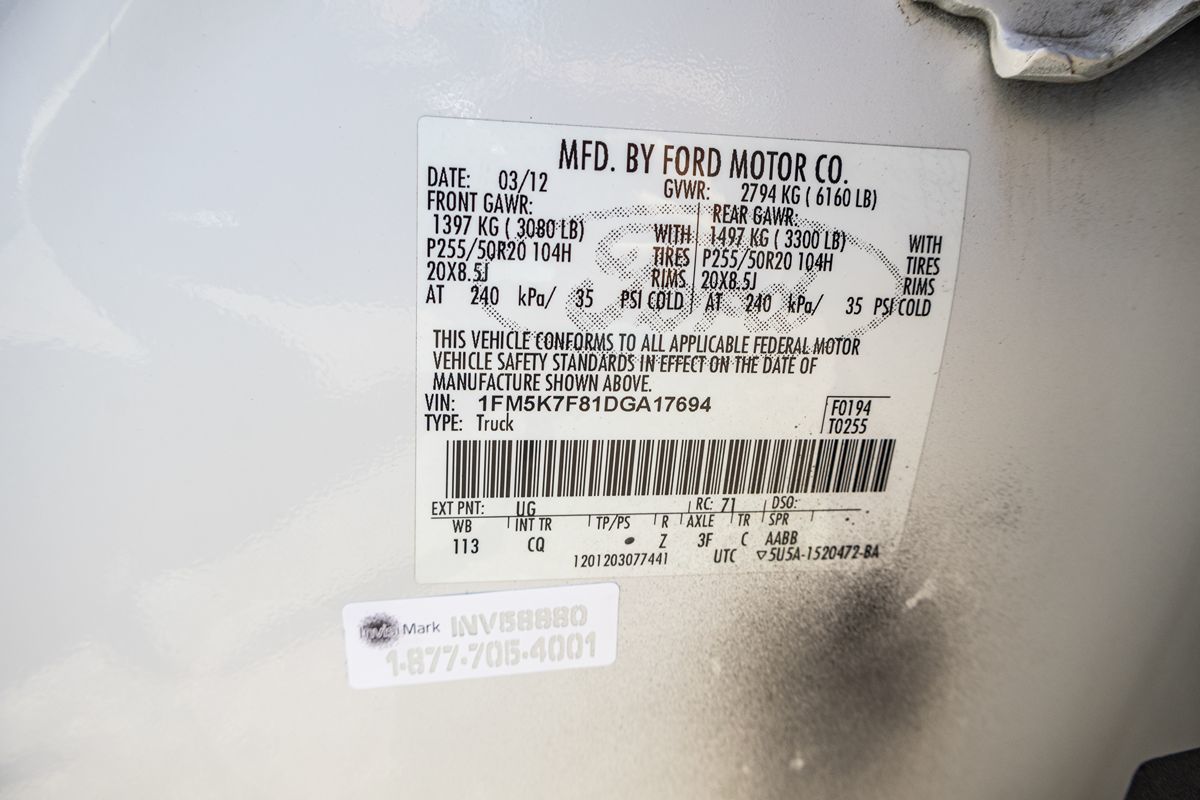 MFD. BY FORD MOTOR CO.
DATE: 03/12 GVWR: 2794 KG ( 6160 LB)
FRONT GAWR: REAR GAWR:
1397 KG ( 3080 LB) WITH 1497 KG ( 3300 LB) WITH
P255/50R20 104H TIRES P255/50R20 104H TIRES
20X8.5J RIMS 20X8.5J RIMS
AT 240 kPa/ 35 PSI COLD AT 240 kPa/ 35 PSI COLD
THIS VEHICLE CONFORMS TO ALL APPLICABLE FEDERAL MOTOR
VEHICLE SAFETY STANDARDS IN EFFECT ON THE DATE OF
MANUFACTURE SHOWN ABOVE.
VIN: 1FM5K7F81DGA17694
TYPE: Truck
F0194
T0255
EXT PNT: UG RC: 71 DSO:
WB INT TR TP/PS R AXLE TR SPR
113 CQ Z 3F C AABB
1201203077441 UTC 5U5A-1520472-BA
Mark INV58880
1-877-705-4001